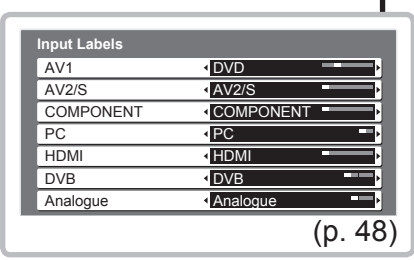 Input Labels
AV1 DVD
AV2/S AV2/S
COMPONENT COMPONENT
PC PC
HDMI HDMI
DVB DVB
Analogue Analogue
(p. 48)